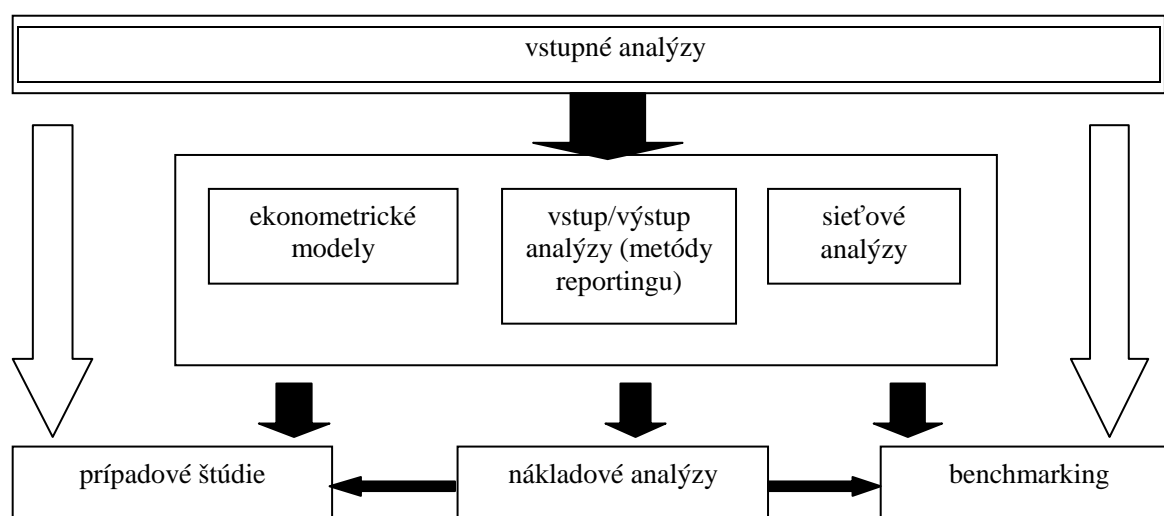 vstupné analýzy
ekonometrické
modely
vstup/výstup
analýzy (metódy
reportingu)
sieťové
analýzy
prípadové štúdie
nákladové analýzy
benchmarking